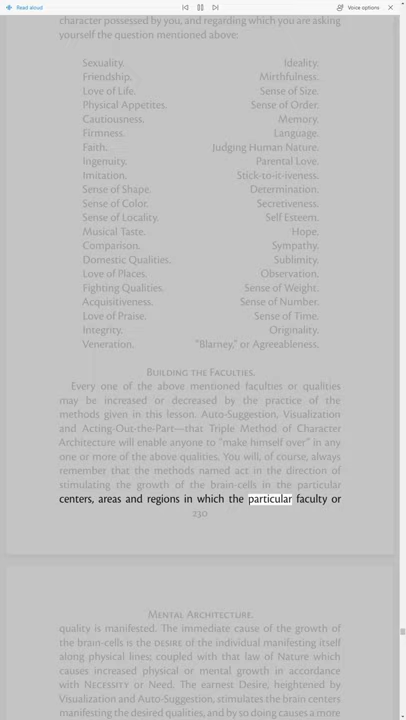 Read aloud
Voice options
character possessed by you, and regarding which you are asking
yourself the question mentioned above:
Sexuality. Ideality.
Friendship. Mirthfulness.
Love of Life. Sense of Size.
Physical Appetites. Sense of Order.
Cautiousness. Memory.
Firmness. Language.
Faith. Judging Human Nature.
Ingenuity. Parental Love.
Imitation. Stick-to-it-iveness.
Sense of Shape. Determination.
Sense of Color. Secretiveness.
Sense of Locality. Self Esteem.
Musical Taste. Hope.
Comparison. Sympathy.
Domestic Qualities. Sublimity.
Love of Places. Observation.
Fighting Qualities. Sense of Weight.
Acquisitiveness. Sense of Number.
Love of Praise. Sense of Time.
Integrity. Originality.
Veneration. "Blarney," or Agreeableness.
Building the Faculties.
Every one of the above mentioned faculties or qualities
may be increased or decreased by the practice of the
methods given in this lesson. Auto-Suggestion, Visualization
and Acting-Out-the-Part—that Triple Method of Character
Architecture will enable anyone to "make himself over" in any
one or more of the above qualities. You will, of course, always
remember that the methods named act in the direction of
stimulating the growth of the brain-cells in the particular
centers, areas and regions in which the particular faculty or
230
Mental Architecture.
quality is manifested. The immediate cause of the growth of
the brain-cells is the desire of the individual manifesting itself
along physical lines; coupled with that law of Nature which
causes increased physical or mental growth in accordance
with Necessity or Need. The earnest Desire, heightened by
Visualization and Auto-Suggestion, stimulates the brain centers
manifesting the desired qualities, and by so doing causes a more